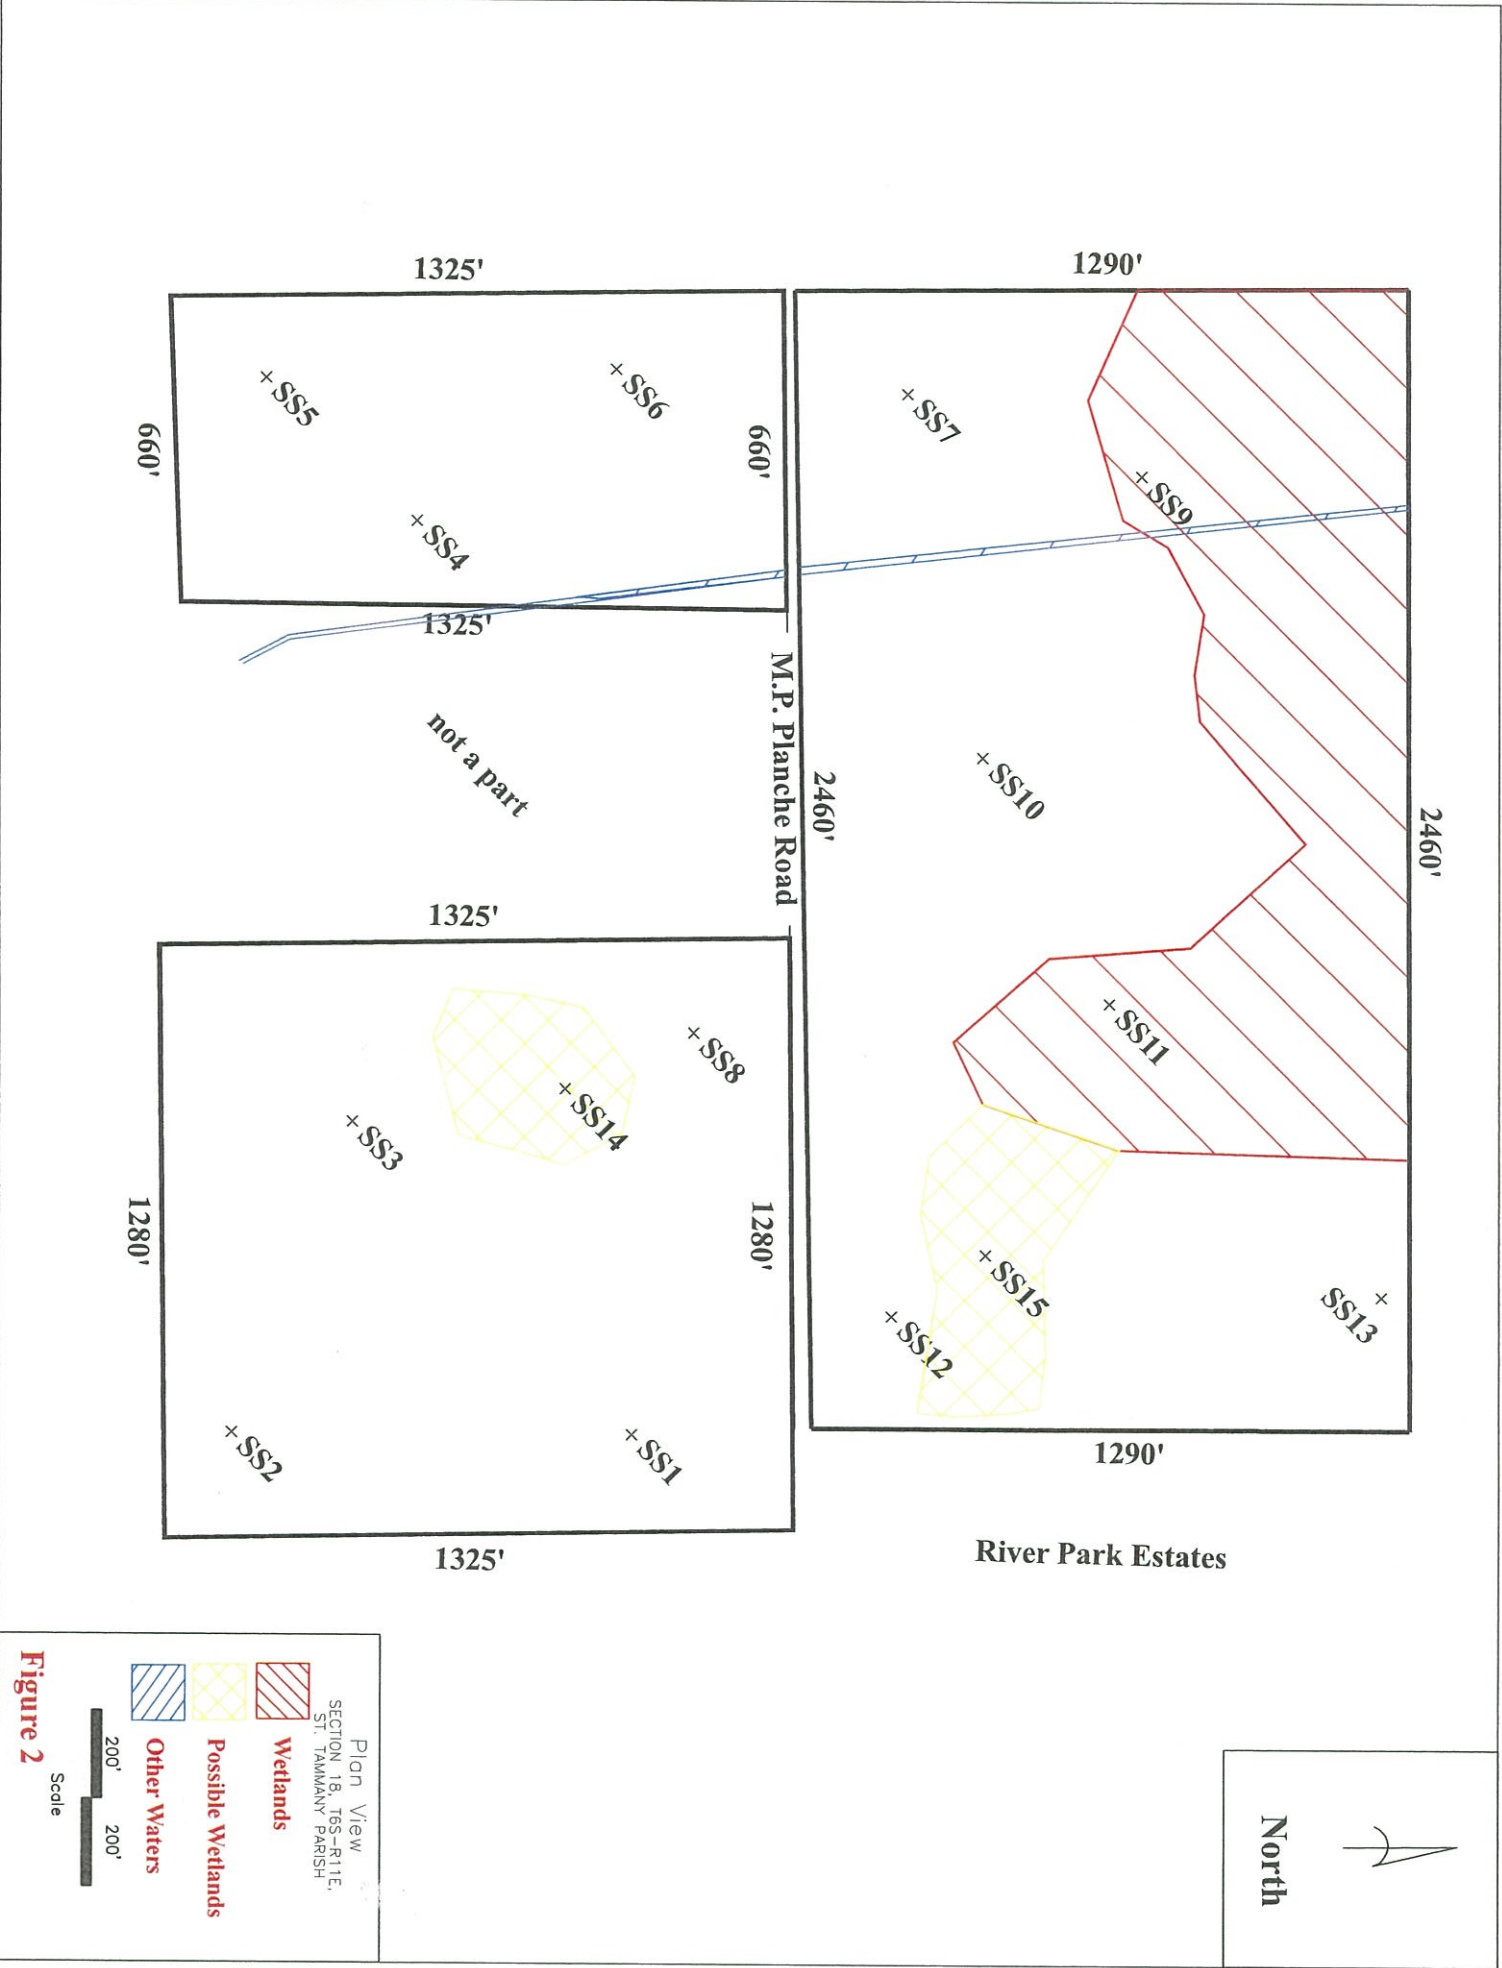 2460'
1290'
SS9
SS7
SS10
SS11
SS13
SS15
SS12
1290'
River Park Estates
North
2460'
M.P. Planche Road
1325'
660'
SS6
SS5
SS4
1325'
660'
not a part
1325'
1280'
SS8
SS14
SS3
SS1
SS2
1280'
1325'
Plan View
SECTION 18, T6S-R11E,
ST. TAMMANY PARISH
Wetlands
Possible Wetlands
Other Waters
200' 200'
Scale
Figure 2